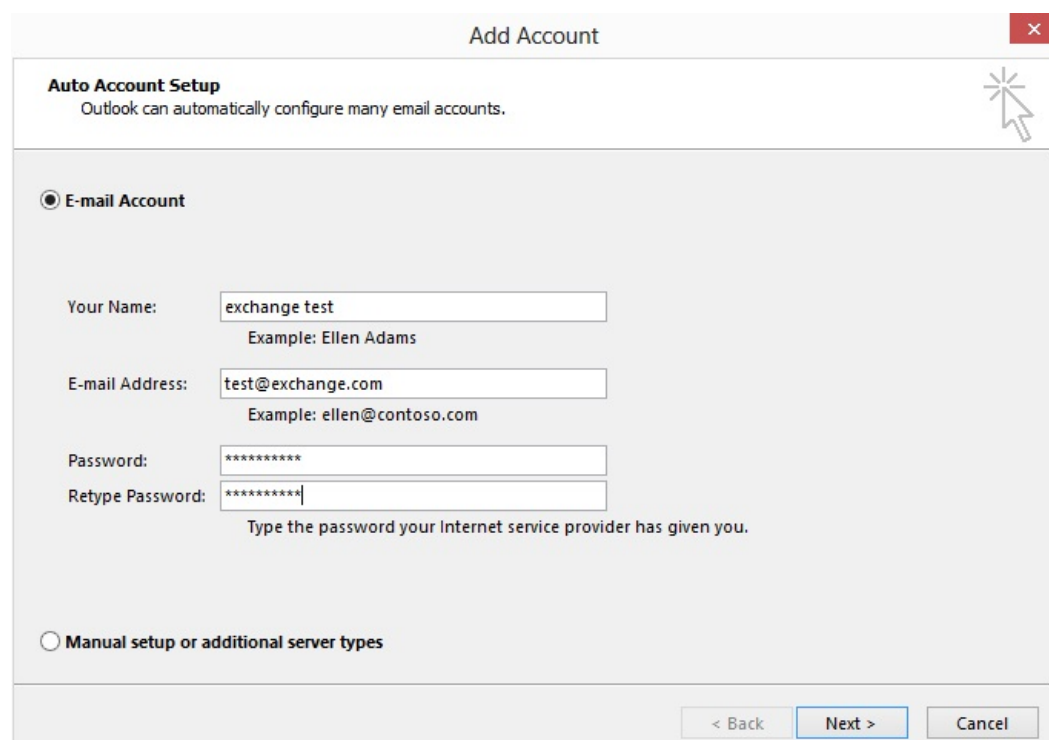 Add Account
Auto Account Setup
Outlook can automatically configure many email accounts.
E-mail Account
Your Name: exchange test
Example: Ellen Adams
E-mail Address: test@exchange.com
Example: ellen@contoso.com
Password: **********
Retype Password: **********
Type the password your Internet service provider has given you.
Manual setup or additional server types
< Back Next > Cancel